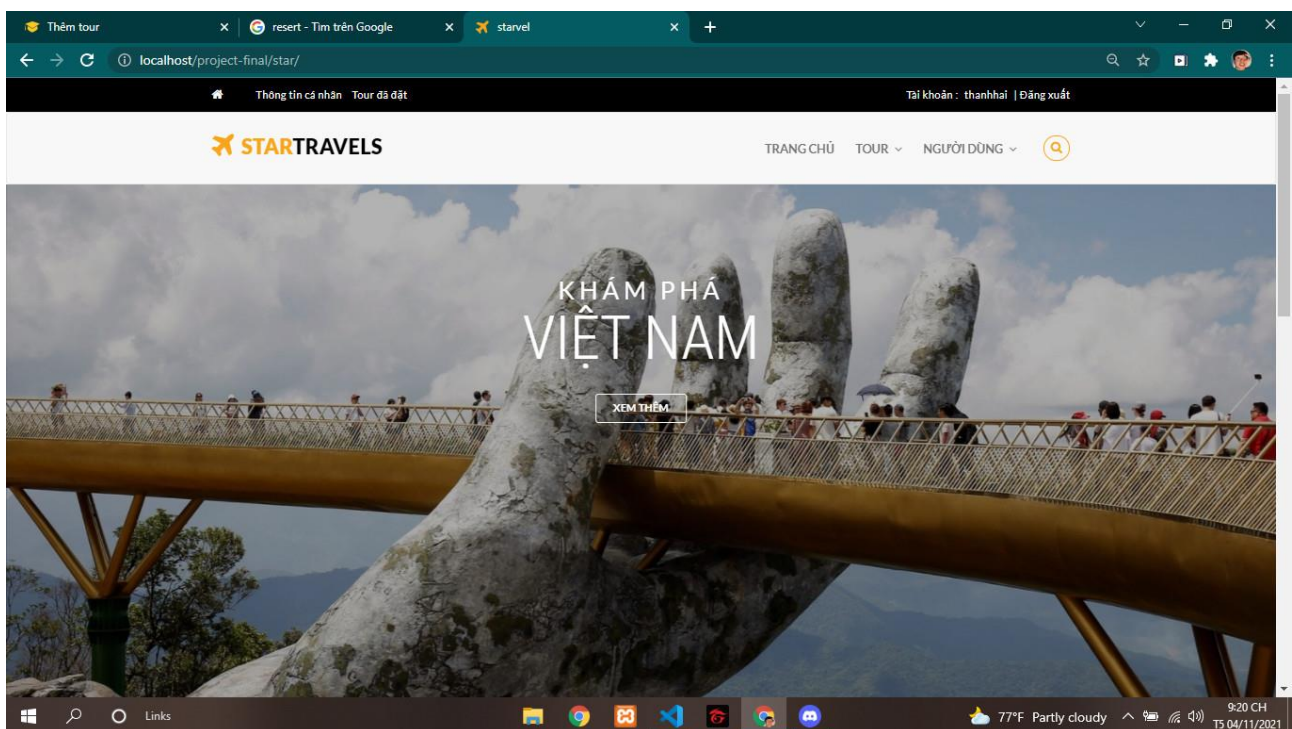 Thêm tour
resert - Tìm trên Google
starvel
localhost/project-final/star/
Thông tin cá nhân Tour đã đặt
Tài khoản : thanhhai | Đăng xuất
STARTRAVELS
TRANG CHỦ TOUR NGƯỜI DÙNG
KHÁM PHÁ
VIỆT NAM
XEM THÊM
Links
77°F Partly cloudy
9:20 CH
T5 04/11/2021